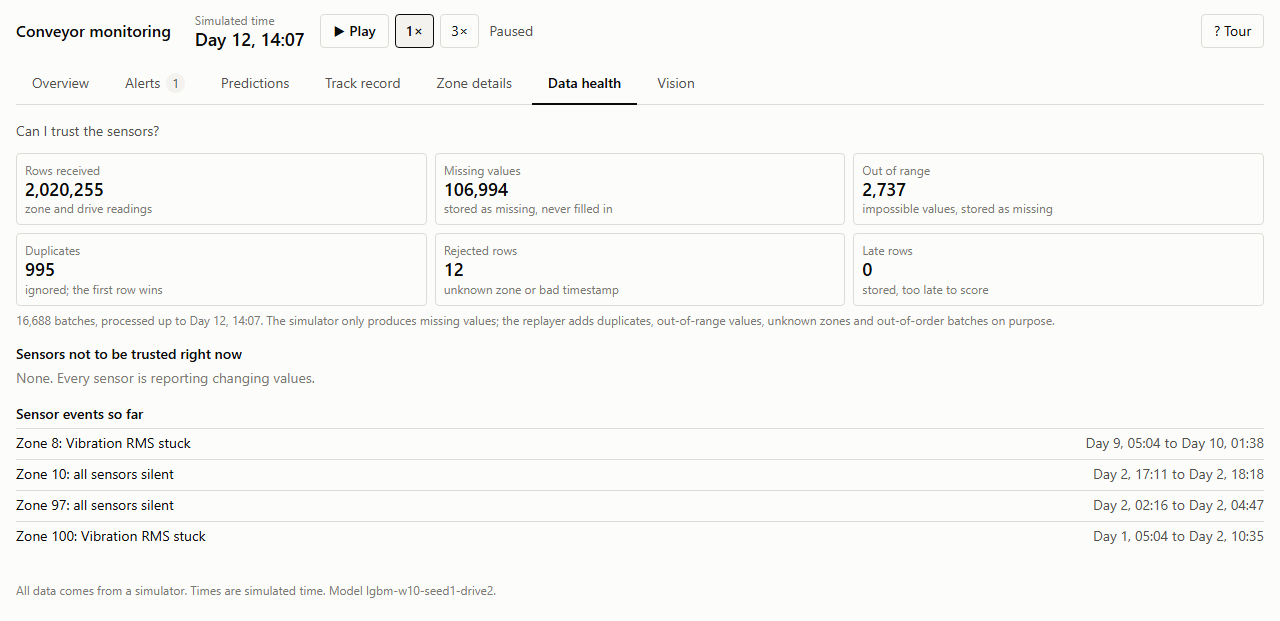 Conveyor monitoring
Simulated time
Day 12, 14:07
▶ Play
1×
3×
Paused
? Tour
Overview
Alerts 1
Predictions
Track record
Zone details
Data health
Vision
Can I trust the sensors?
Rows received
2,020,255
zone and drive readings
Missing values
106,994
stored as missing, never filled in
Out of range
2,737
impossible values, stored as missing
Duplicates
995
ignored; the first row wins
Rejected rows
12
unknown zone or bad timestamp
Late rows
0
stored, too late to score
16,688 batches, processed up to Day 12, 14:07. The simulator only produces missing values; the replayer adds duplicates, out-of-range values, unknown zones and out-of-order batches on purpose.
Sensors not to be trusted right now
None. Every sensor is reporting changing values.
Sensor events so far
Zone 8: Vibration RMS stuck Day 9, 05:04 to Day 10, 01:38
Zone 10: all sensors silent Day 2, 17:11 to Day 2, 18:18
Zone 97: all sensors silent Day 2, 02:16 to Day 2, 04:47
Zone 100: Vibration RMS stuck Day 1, 05:04 to Day 2, 10:35
All data comes from a simulator. Times are simulated time. Model lgbm-w10-seed1-drive2.